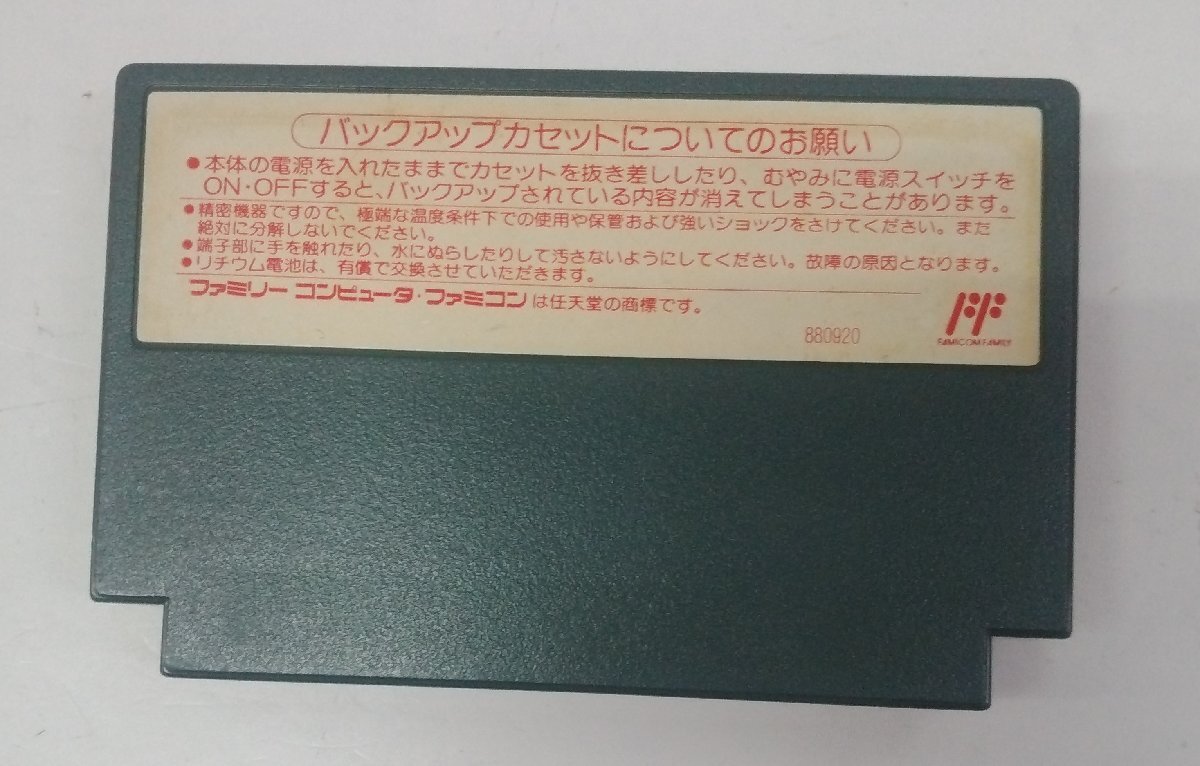 バックアップカセットについてのお願い
●本体の電源を入れたままでカセットを抜き差ししたり、むやみに電源スイッチを
ON・OFFすると、バックアップされている内容が消えてしまうことがあります。
●精密機器ですので、極端な温度条件下での使用や保管および強いショックをさけてください。また
絶対に分解しないでください。
●端子部に手を触れたり、水にぬらしたりして汚さないようにしてください。故障の原因となります。
●リチウム電池は、有償で交換させていただきます。
ファミリーコンピュータ・ファミコンは任天堂の商標です。
880920
FAMICOM FAMILY